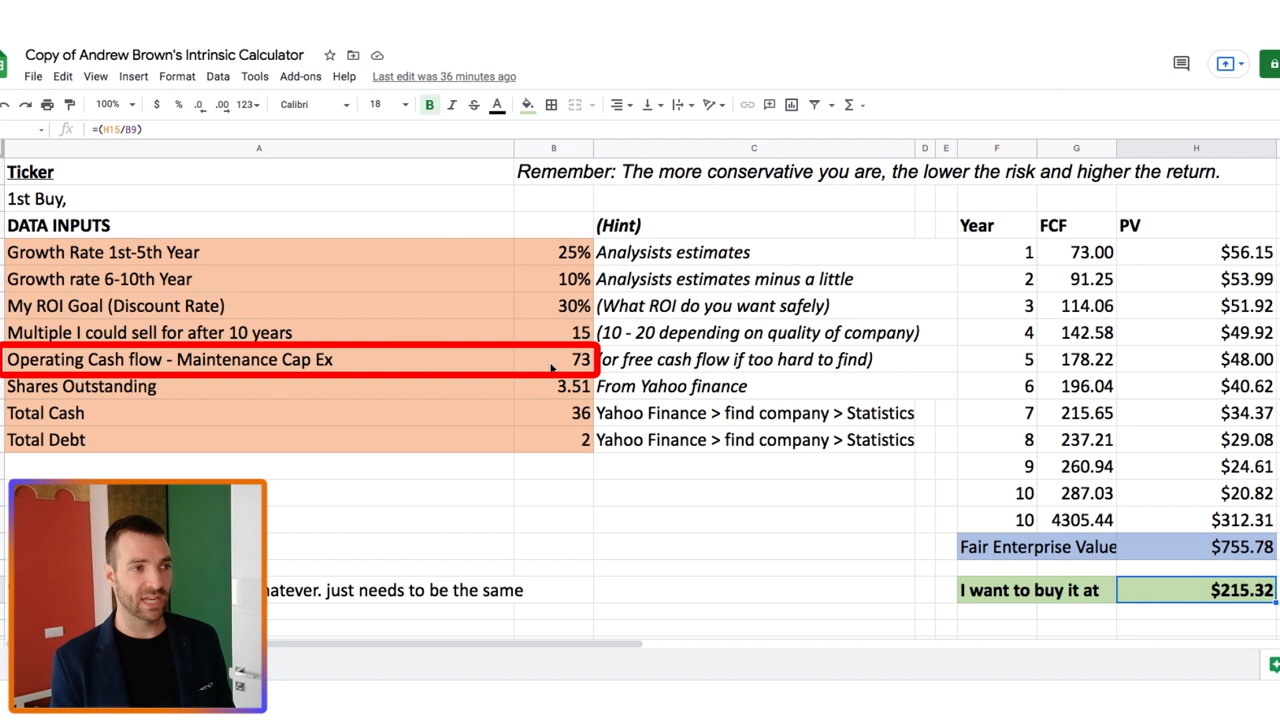 Copy of Andrew Brown's Intrinsic Calculator
File Edit View Insert Format Data Tools Add-ons Help Last edit was 36 minutes ago
100% $ % .0 .00 123 Calibri 18 B I S A
fx =(H15/B9)
A B C D E F G H
Ticker Remember: The more conservative you are, the lower the risk and higher the return.
1st Buy,
DATA INPUTS (Hint) Year FCF PV
Growth Rate 1st-5th Year 25% Analysists estimates 1 73.00 $56.15
Growth rate 6-10th Year 10% Analysists estimates minus a little 2 91.25 $53.99
My ROI Goal (Discount Rate) 30% (What ROI do you want safely) 3 114.06 $51.92
Multiple I could sell for after 10 years 15 (10 - 20 depending on quality of company) 4 142.58 $49.92
Operating Cash flow - Maintenance Cap Ex 73 (or free cash flow if too hard to find) 5 178.22 $48.00
Shares Outstanding 3.51 From Yahoo finance 6 196.04 $40.62
Total Cash 36 Yahoo Finance > find company > Statistics 7 215.65 $34.37
Total Debt 2 Yahoo Finance > find company > Statistics 8 237.21 $29.08
9 260.94 $24.61
10 287.03 $20.82
10 4305.44 $312.31
Fair Enterprise Value $755.78
hatever. just needs to be the same I want to buy it at $215.32